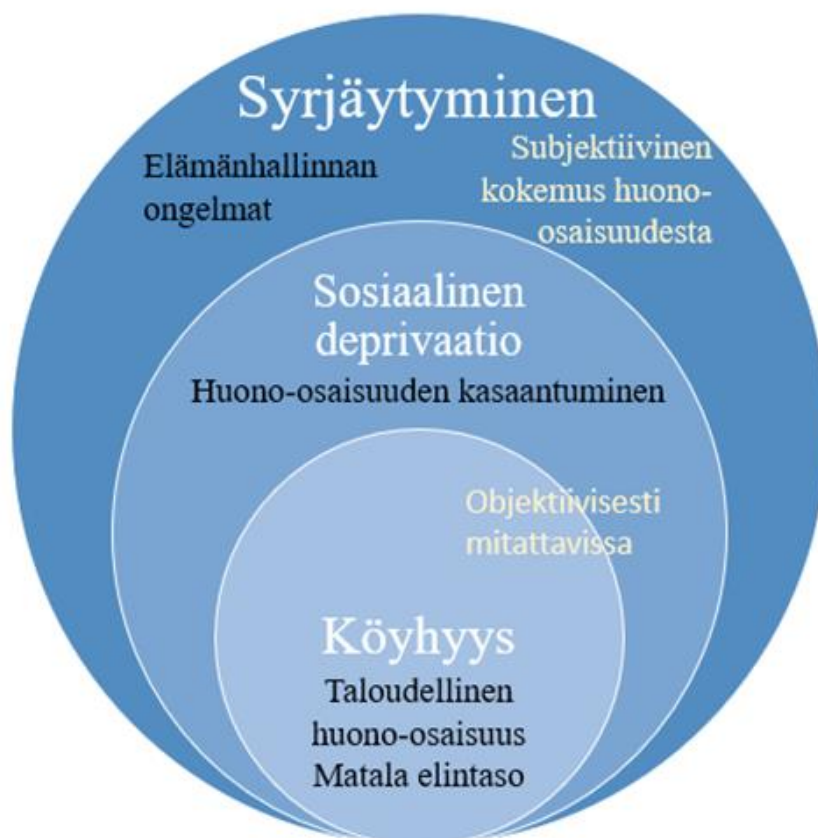 Syrjäytyminen
Elämänhallinnan
ongelmat
Subjektiivinen
kokemus huono-
osaisuudesta
Sosiaalinen
deprivaatio
Huono-osaisuuden kasaantuminen
Objektiivisesti
mitattavissa
Köyhyys
Taloudellinen
huono-osaisuus
Matala elintaso